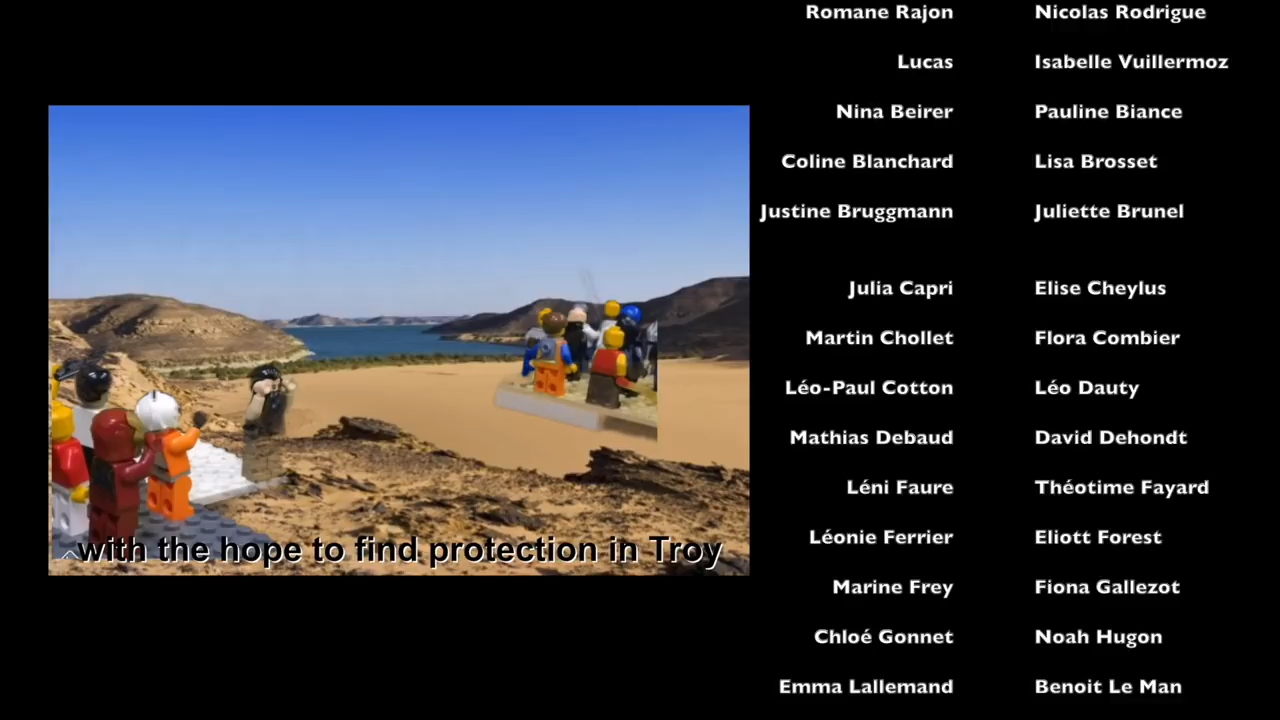 Romane Rajon Nicolas Rodrigue
Lucas Isabelle Vuillermoz
Nina Beirer Pauline Biance
Coline Blanchard Lisa Brosset
Justine Bruggmann Juliette Brunel
Julia Capri Elise Cheylus
Martin Chollet Flora Combier
Léo-Paul Cotton Léo Dauty
Mathias Debaud David Dehondt
Léni Faure Théotime Fayard
Léonie Ferrier Eliott Forest
Marine Frey Fiona Gallezot
Chloé Gonnet Noah Hugon
Emma Lallemand Benoit Le Man
with the hope to find protection in Troy